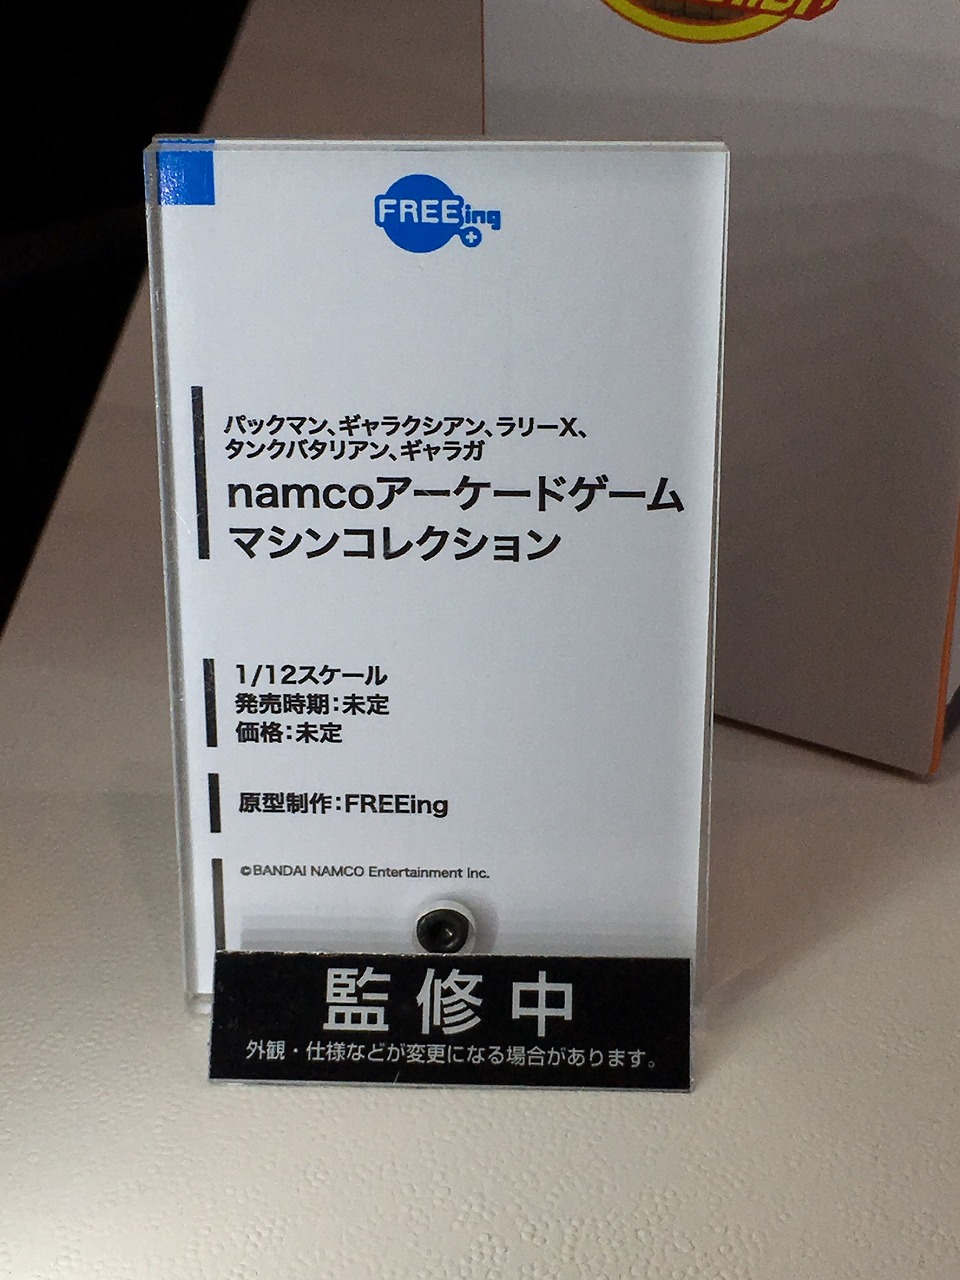 FREEing
パックマン、ギャラクシアン、ラリーX、
タンクバタリアン、ギャラガ
namcoアーケードゲーム
マシンコレクション
1/12スケール
発売時期：未定
価格：未定
原型制作：FREEing
©BANDAI NAMCO Entertainment Inc.
監修中
外観・仕様などが変更になる場合があります。